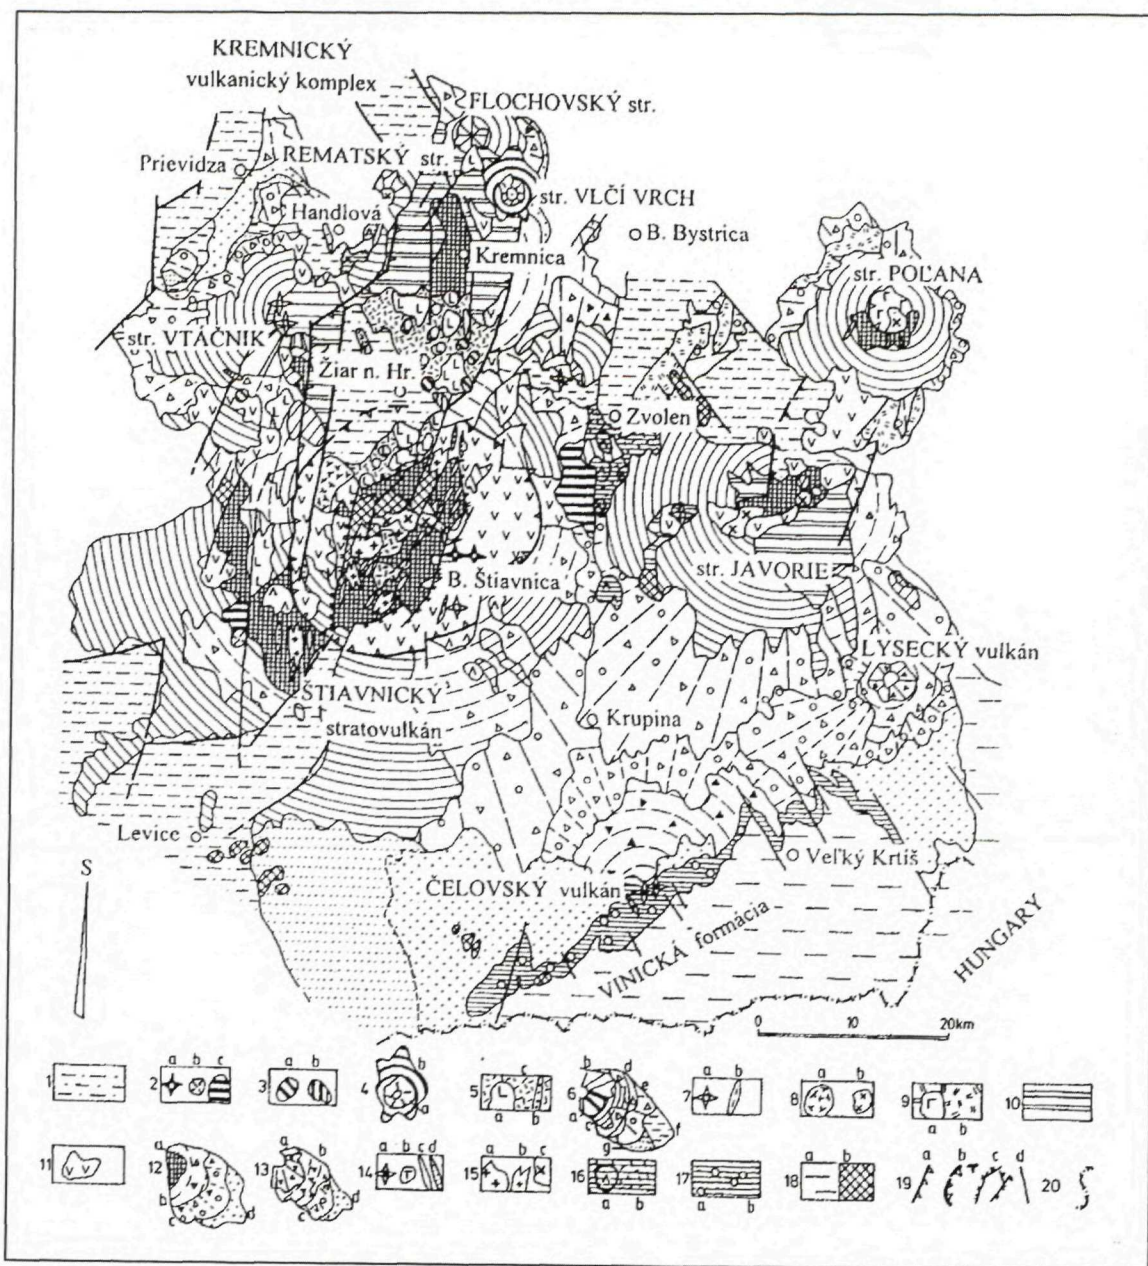 KREMNICKÝ
vulkanický komplex
FLOCHOVSKÝ str.
Prievidza
REMATSKÝ str.
str. VLČÍ VRCH
Handlová
B. Bystrica
Kremnica
str. POĽANA
str. VTÁČNIK
Žiar n. Hr.
Zvolen
B. Štiavnica
str. JAVORIE
LYSECKÝ vulkán
ŠTIAVNICKÝ
stratovulkán
Krupina
Levice
Veľký Krtíš
S
ČELOVSKÝ vulkán
VINICKÁ formácia
HUNGARY
0 10 20km
1
2 a b c
3 a b
4 a b
5 a b c
6 a b c d e f g
7 a b
8 a b
9 a b
10
11
12 a b c d
13 a b c d
14 a b c d
15 a b c
16 a b
17 a b
18 a b
19 a b c d
20